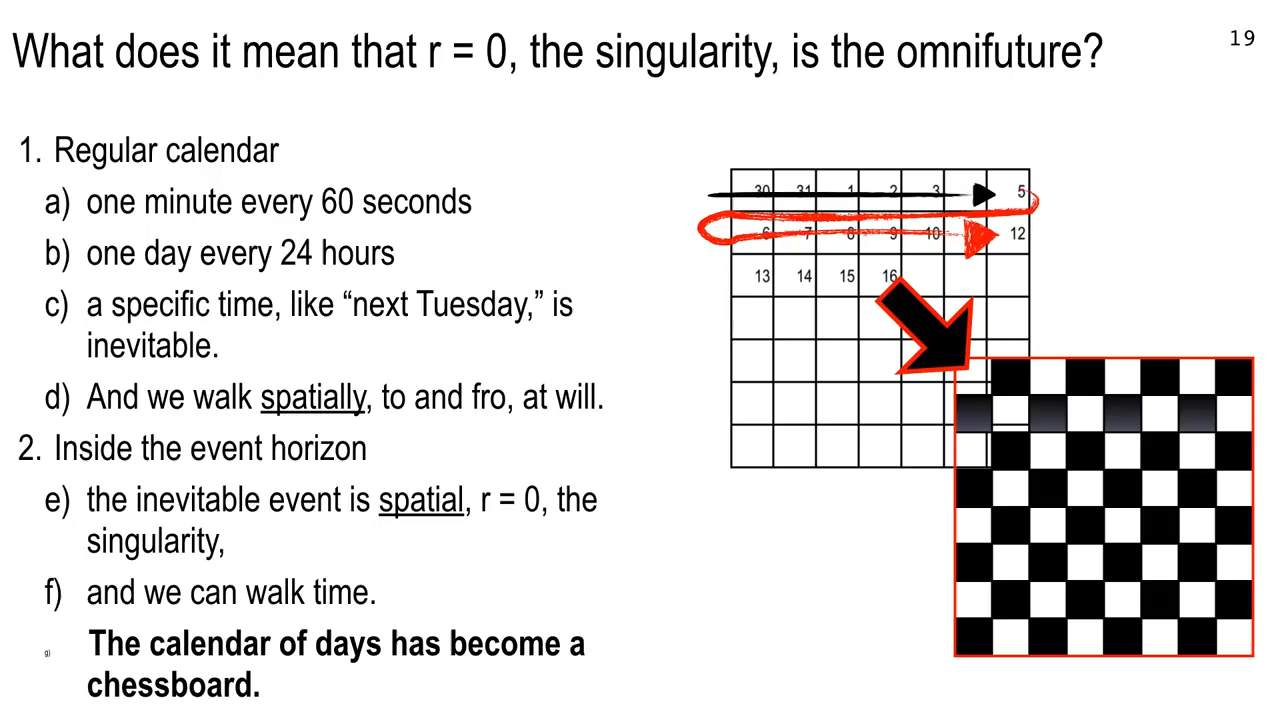 What does it mean that r = 0, the singularity, is the omnifuture?
19
1. Regular calendar
a) one minute every 60 seconds
b) one day every 24 hours
c) a specific time, like “next Tuesday,” is
inevitable.
d) And we walk spatially, to and fro, at will.
2. Inside the event horizon
e) the inevitable event is spatial, r = 0, the
singularity,
f) and we can walk time.
g) The calendar of days has become a
chessboard.
30 31 1 2 3 5
6 7 8 9 10 12
13 14 15 16